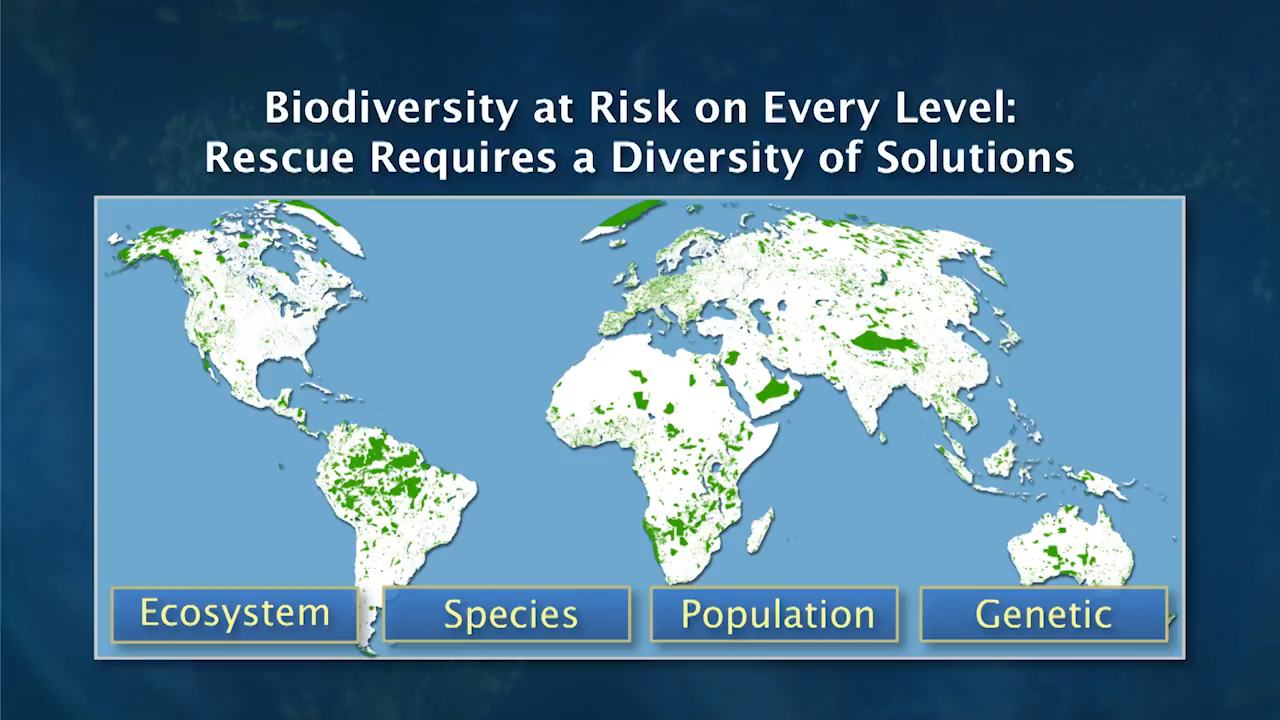 Biodiversity at Risk on Every Level:
Rescue Requires a Diversity of Solutions
Ecosystem
Species
Population
Genetic